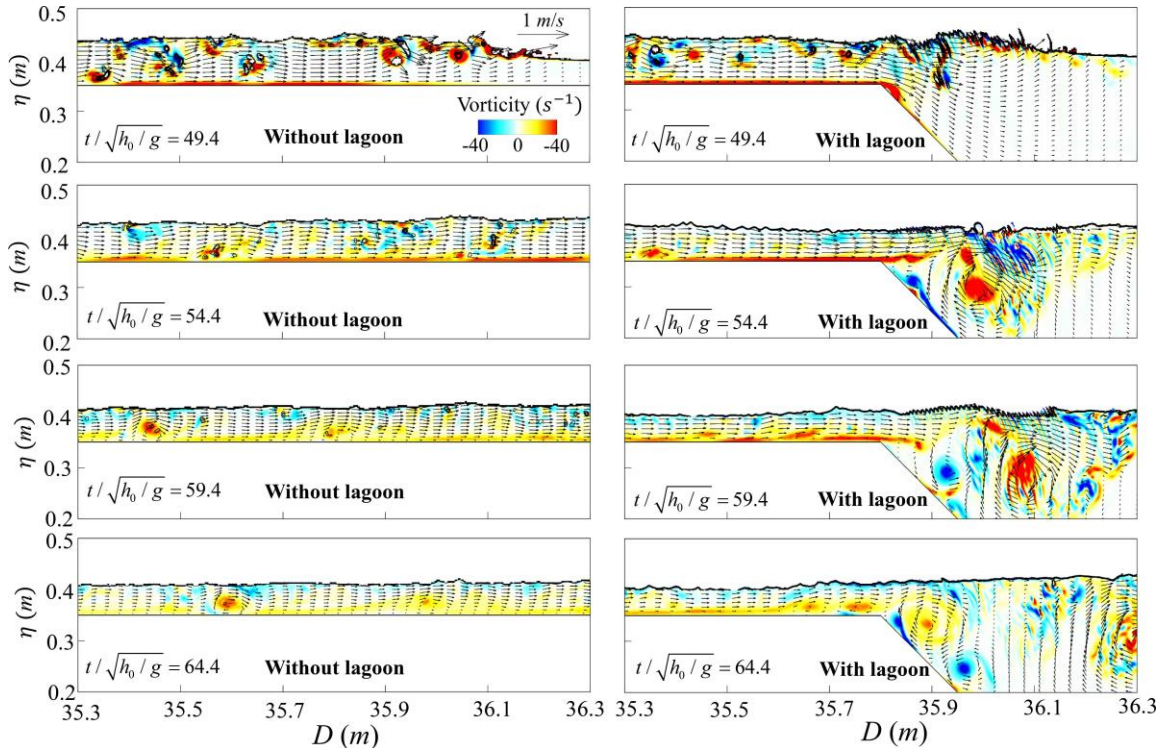 0.5
0.4
0.3
0.2
η (m)
1 m/s
Vorticity (s⁻¹)
-40 0 -40
t / √h₀ / g = 49.4 Without lagoon
t / √h₀ / g = 49.4 With lagoon
0.5
0.4
0.3
0.2
η (m)
t / √h₀ / g = 54.4 Without lagoon
t / √h₀ / g = 54.4 With lagoon
0.5
0.4
0.3
0.2
η (m)
t / √h₀ / g = 59.4 Without lagoon
t / √h₀ / g = 59.4 With lagoon
0.5
0.4
0.3
0.2
η (m)
t / √h₀ / g = 64.4 Without lagoon
t / √h₀ / g = 64.4 With lagoon
35.3 35.5 35.7 35.9 36.1 36.3
D (m)
35.3 35.5 35.7 35.9 36.1 36.3
D (m)